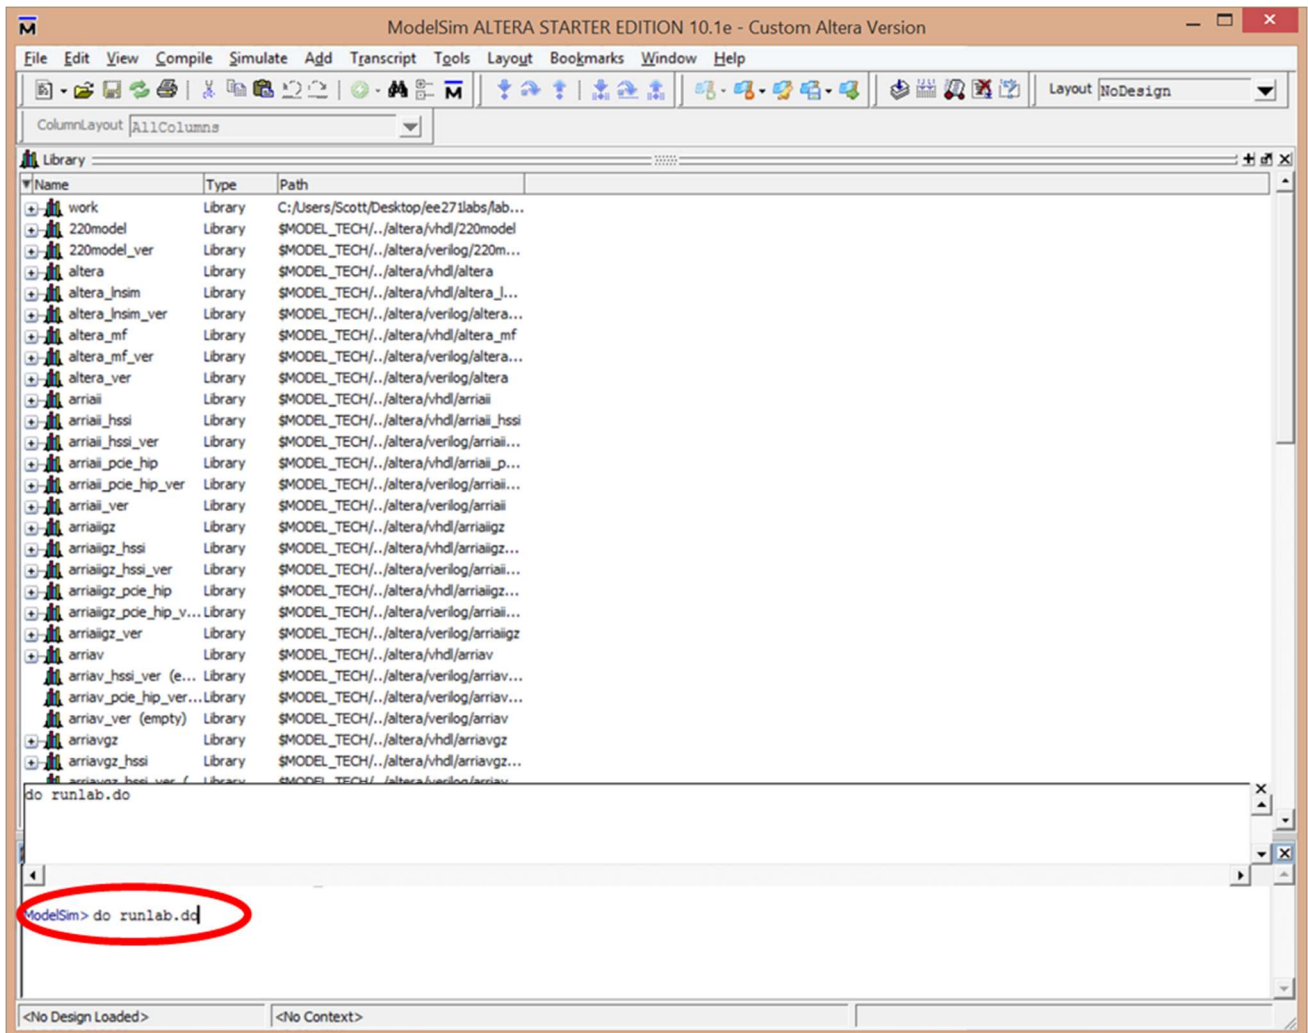 ModelSim ALTERA STARTER EDITION 10.1e - Custom Altera Version
File Edit View Compile Simulate Add Transcript Tools Layout Bookmarks Window Help
Layout NoDesign
ColumnLayout AllColumns
Library
Name Type Path
work Library C:/Users/Scott/Desktop/ee271labs/lab...
220model Library $MODEL_TECH/../altera/vhdl/220model
220model_ver Library $MODEL_TECH/../altera/verilog/220m...
altera Library $MODEL_TECH/../altera/vhdl/altera
altera_lnsim Library $MODEL_TECH/../altera/vhdl/altera_l...
altera_lnsim_ver Library $MODEL_TECH/../altera/verilog/altera...
altera_mf Library $MODEL_TECH/../altera/vhdl/altera_mf
altera_mf_ver Library $MODEL_TECH/../altera/verilog/altera...
altera_ver Library $MODEL_TECH/../altera/verilog/altera
arriaii Library $MODEL_TECH/../altera/vhdl/arriaii
arriaii_hssi Library $MODEL_TECH/../altera/vhdl/arriaii_hssi
arriaii_hssi_ver Library $MODEL_TECH/../altera/verilog/arriaii...
arriaii_pcie_hip Library $MODEL_TECH/../altera/vhdl/arriaii_p...
arriaii_pcie_hip_ver Library $MODEL_TECH/../altera/verilog/arriaii...
arriaii_ver Library $MODEL_TECH/../altera/verilog/arriaii
arriaiigz Library $MODEL_TECH/../altera/vhdl/arriaiigz
arriaiigz_hssi Library $MODEL_TECH/../altera/vhdl/arriaiigz...
arriaiigz_hssi_ver Library $MODEL_TECH/../altera/verilog/arriaii...
arriaiigz_pcie_hip Library $MODEL_TECH/../altera/vhdl/arriaiigz...
arriaiigz_pcie_hip_v... Library $MODEL_TECH/../altera/verilog/arriaii...
arriaiigz_ver Library $MODEL_TECH/../altera/verilog/arriaiigz
arriav Library $MODEL_TECH/../altera/vhdl/arriav
arriav_hssi_ver (e... Library $MODEL_TECH/../altera/verilog/arriav...
arriav_pcie_hip_ver... Library $MODEL_TECH/../altera/verilog/arriav...
arriav_ver (empty) Library $MODEL_TECH/../altera/verilog/arriav
arriavgz Library $MODEL_TECH/../altera/vhdl/arriavgz
arriavgz_hssi Library $MODEL_TECH/../altera/vhdl/arriavgz...
arriavgz_hssi_ver ( Library $MODEL_TECH/../altera/verilog/arriav
do runlab.do
ModelSim> do runlab.do
<No Design Loaded> <No Context>